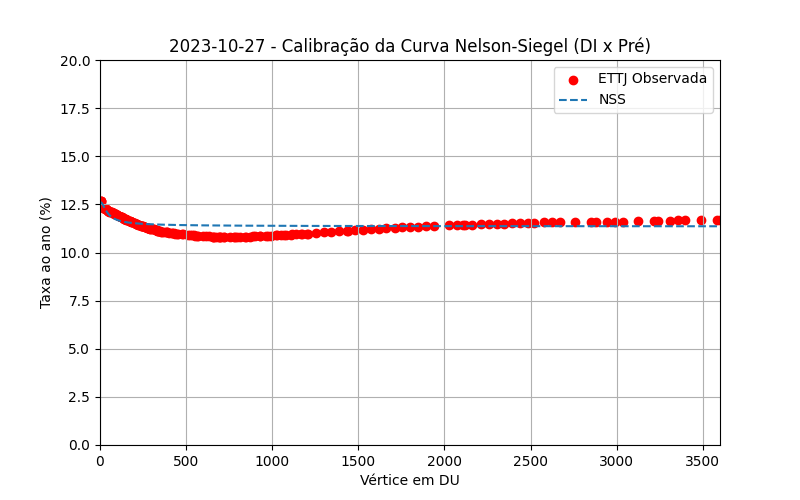 2023-10-27 - Calibração da Curva Nelson-Siegel (DI x Pré)
ETTJ Observada
NSS
Taxa ao ano (%)
20.0
17.5
15.0
12.5
10.0
7.5
5.0
2.5
0.0
0 500 1000 1500 2000 2500 3000 3500
Vértice em DU